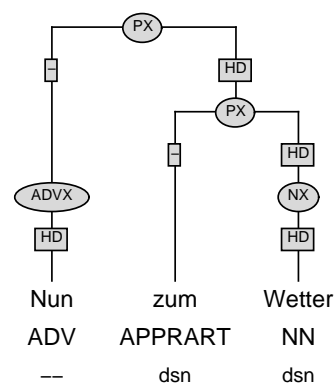 PX
– HD
PX
– HD
ADVX NX
HD HD
Nun zum Wetter
ADV APPRART NN
−− dsn dsn